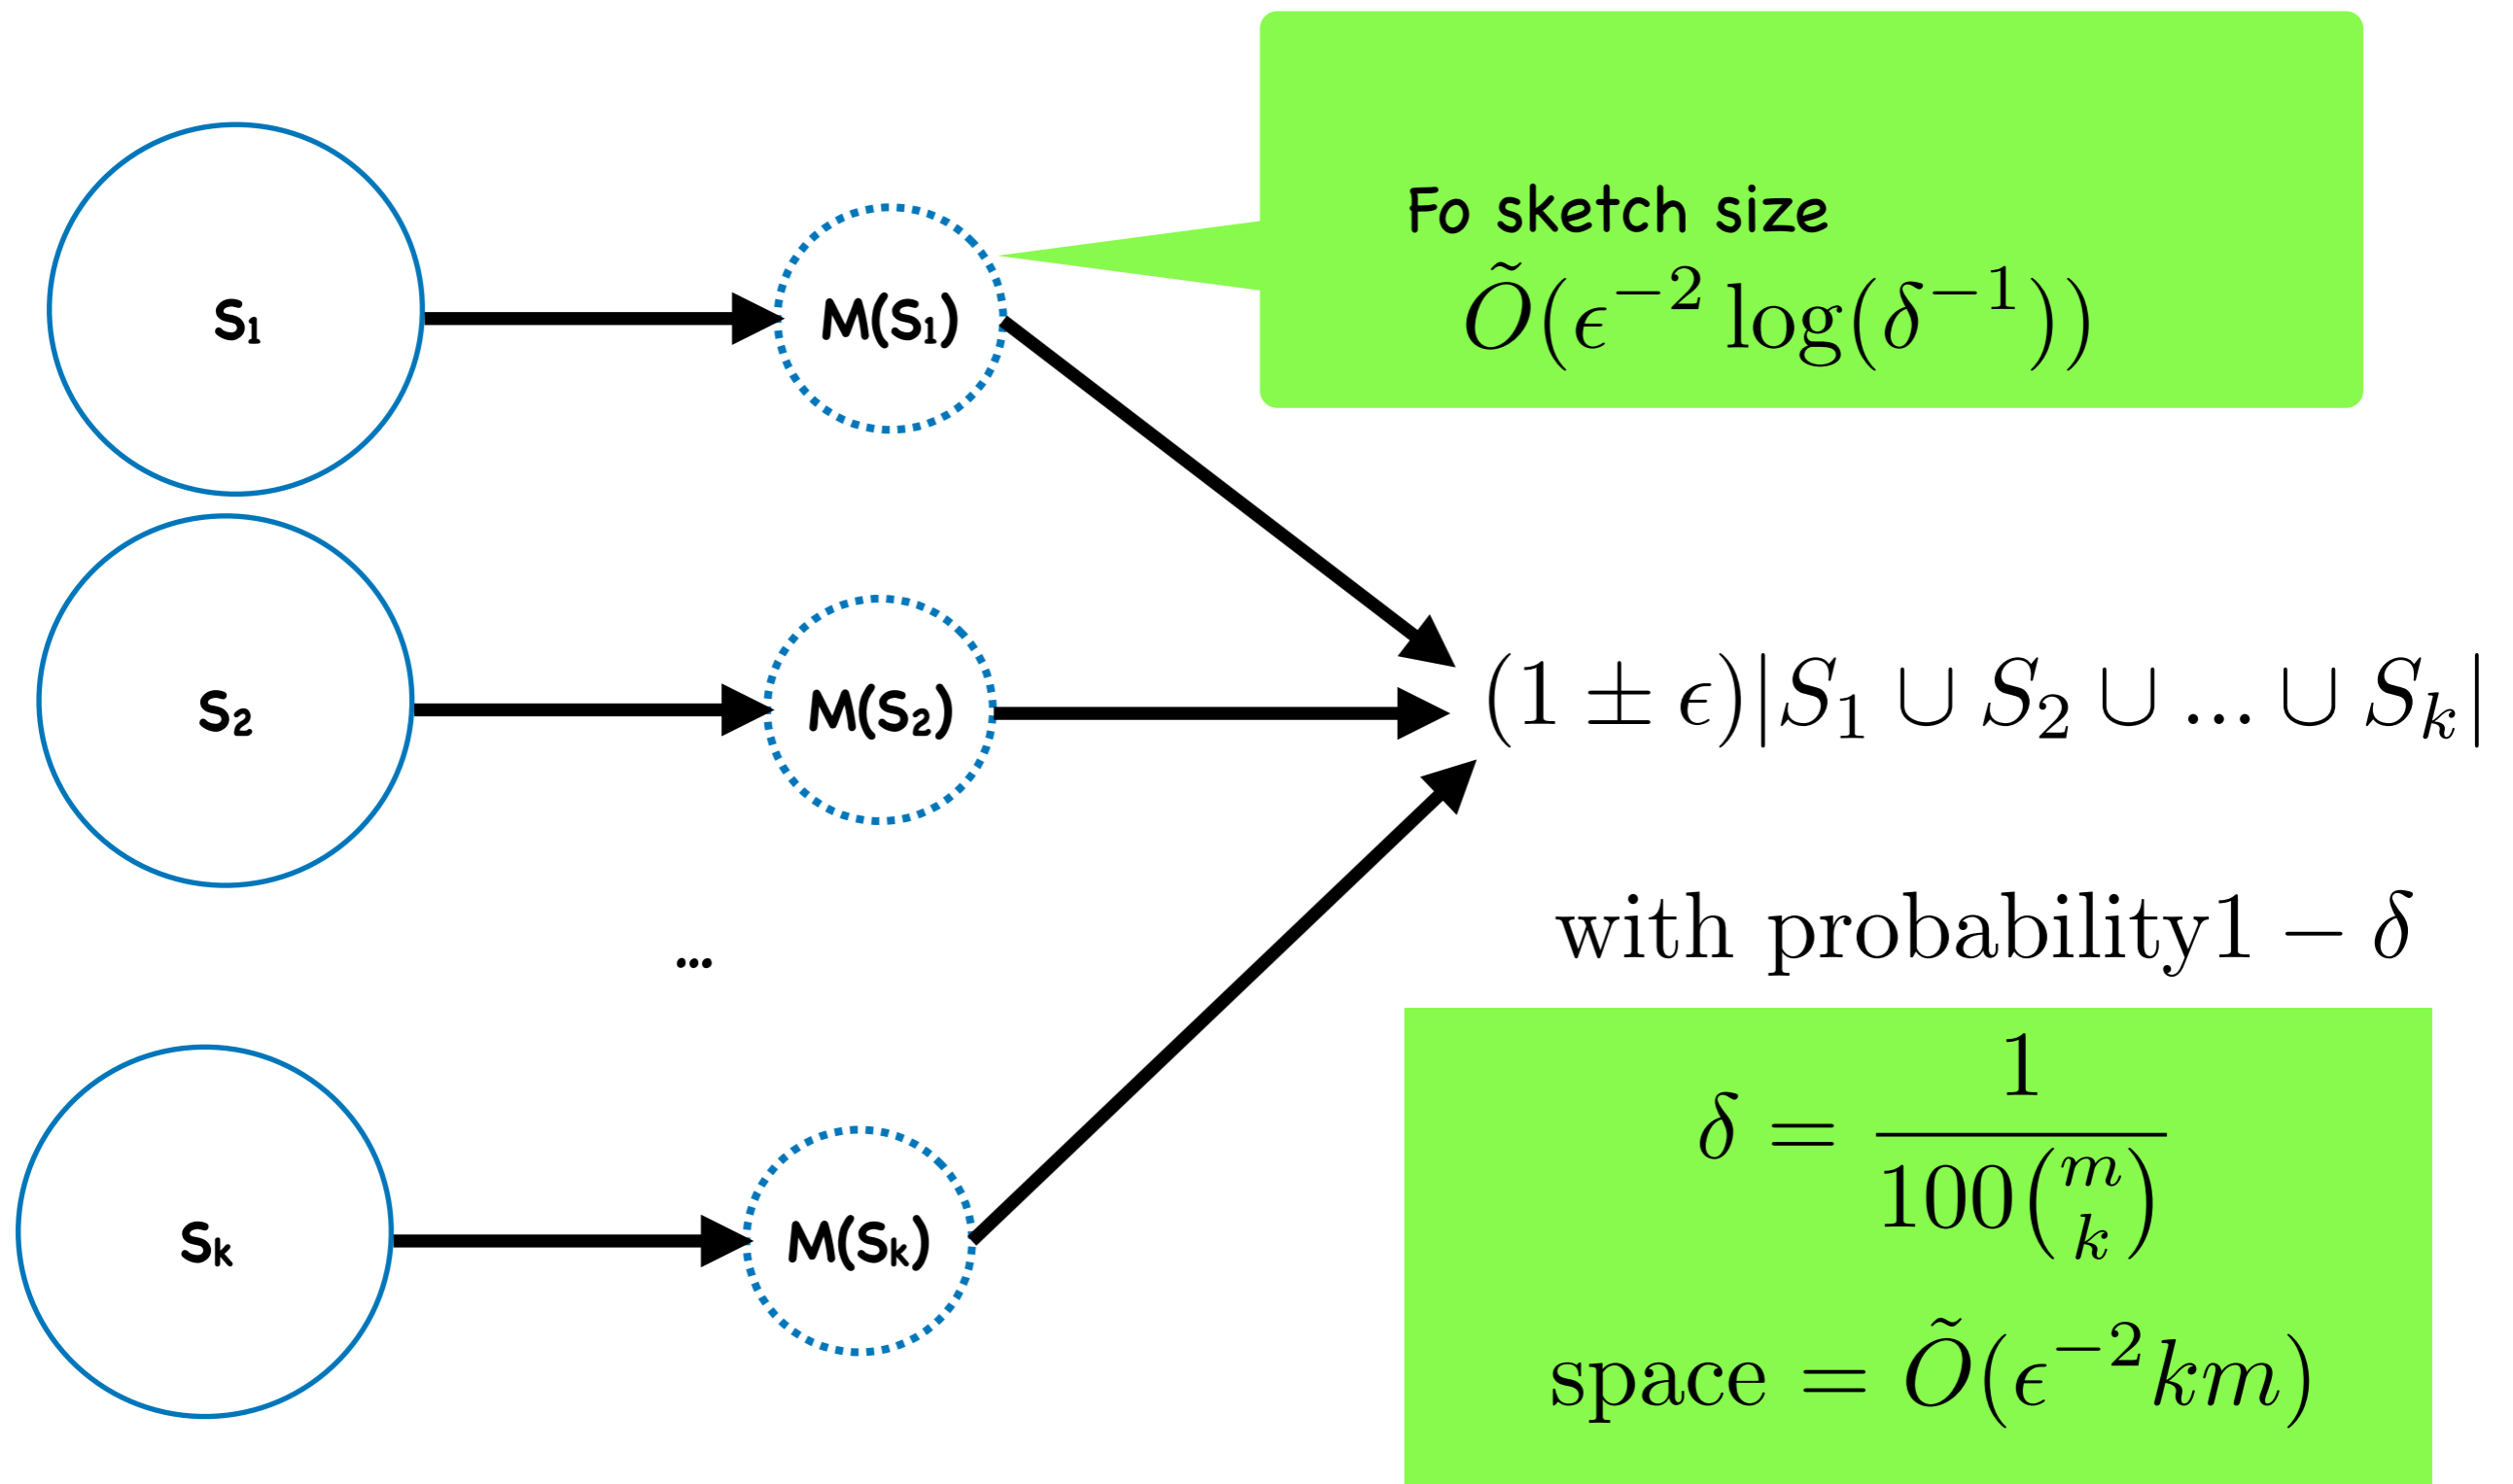 Fo sketch size
Õ(ϵ⁻² log(δ⁻¹))
S₁
M(S₁)
S₂
M(S₂)
(1 ± ϵ)|S₁ ∪ S₂ ∪ ... ∪ Sₖ|
with probability1 − δ
...
Sₖ
M(Sₖ)
δ = 1 / 100(m k)
space = Õ(ϵ⁻²km)